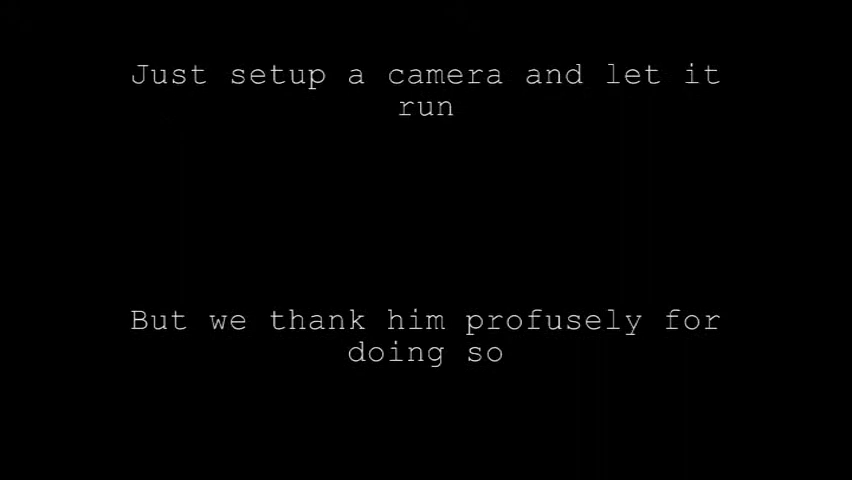 Just setup a camera and let it
run
But we thank him profusely for
doing so